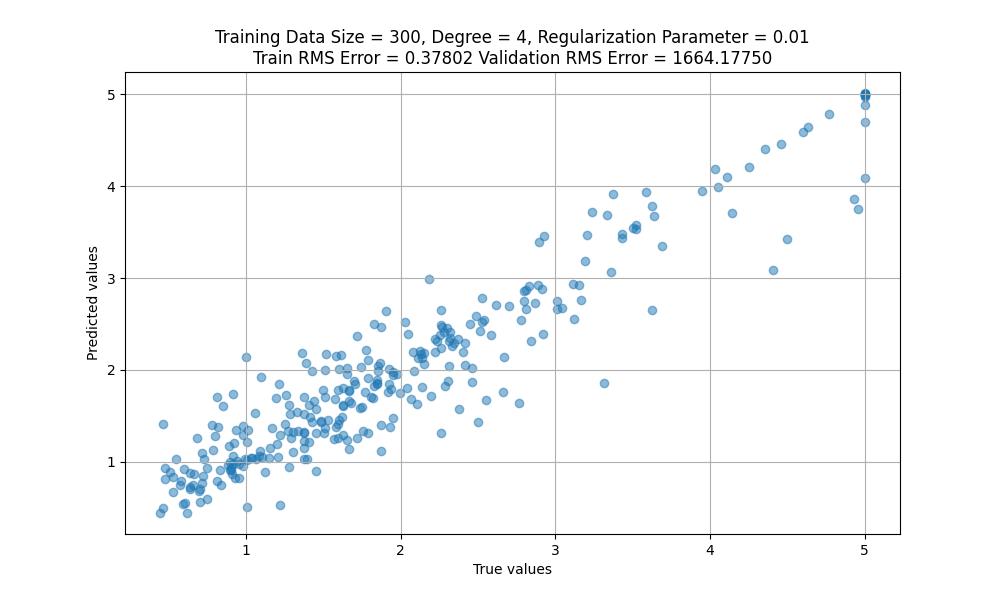 Training Data Size = 300, Degree = 4, Regularization Parameter = 0.01
Train RMS Error = 0.37802 Validation RMS Error = 1664.17750
5
4
3
2
1
Predicted values
1 2 3 4 5
True values